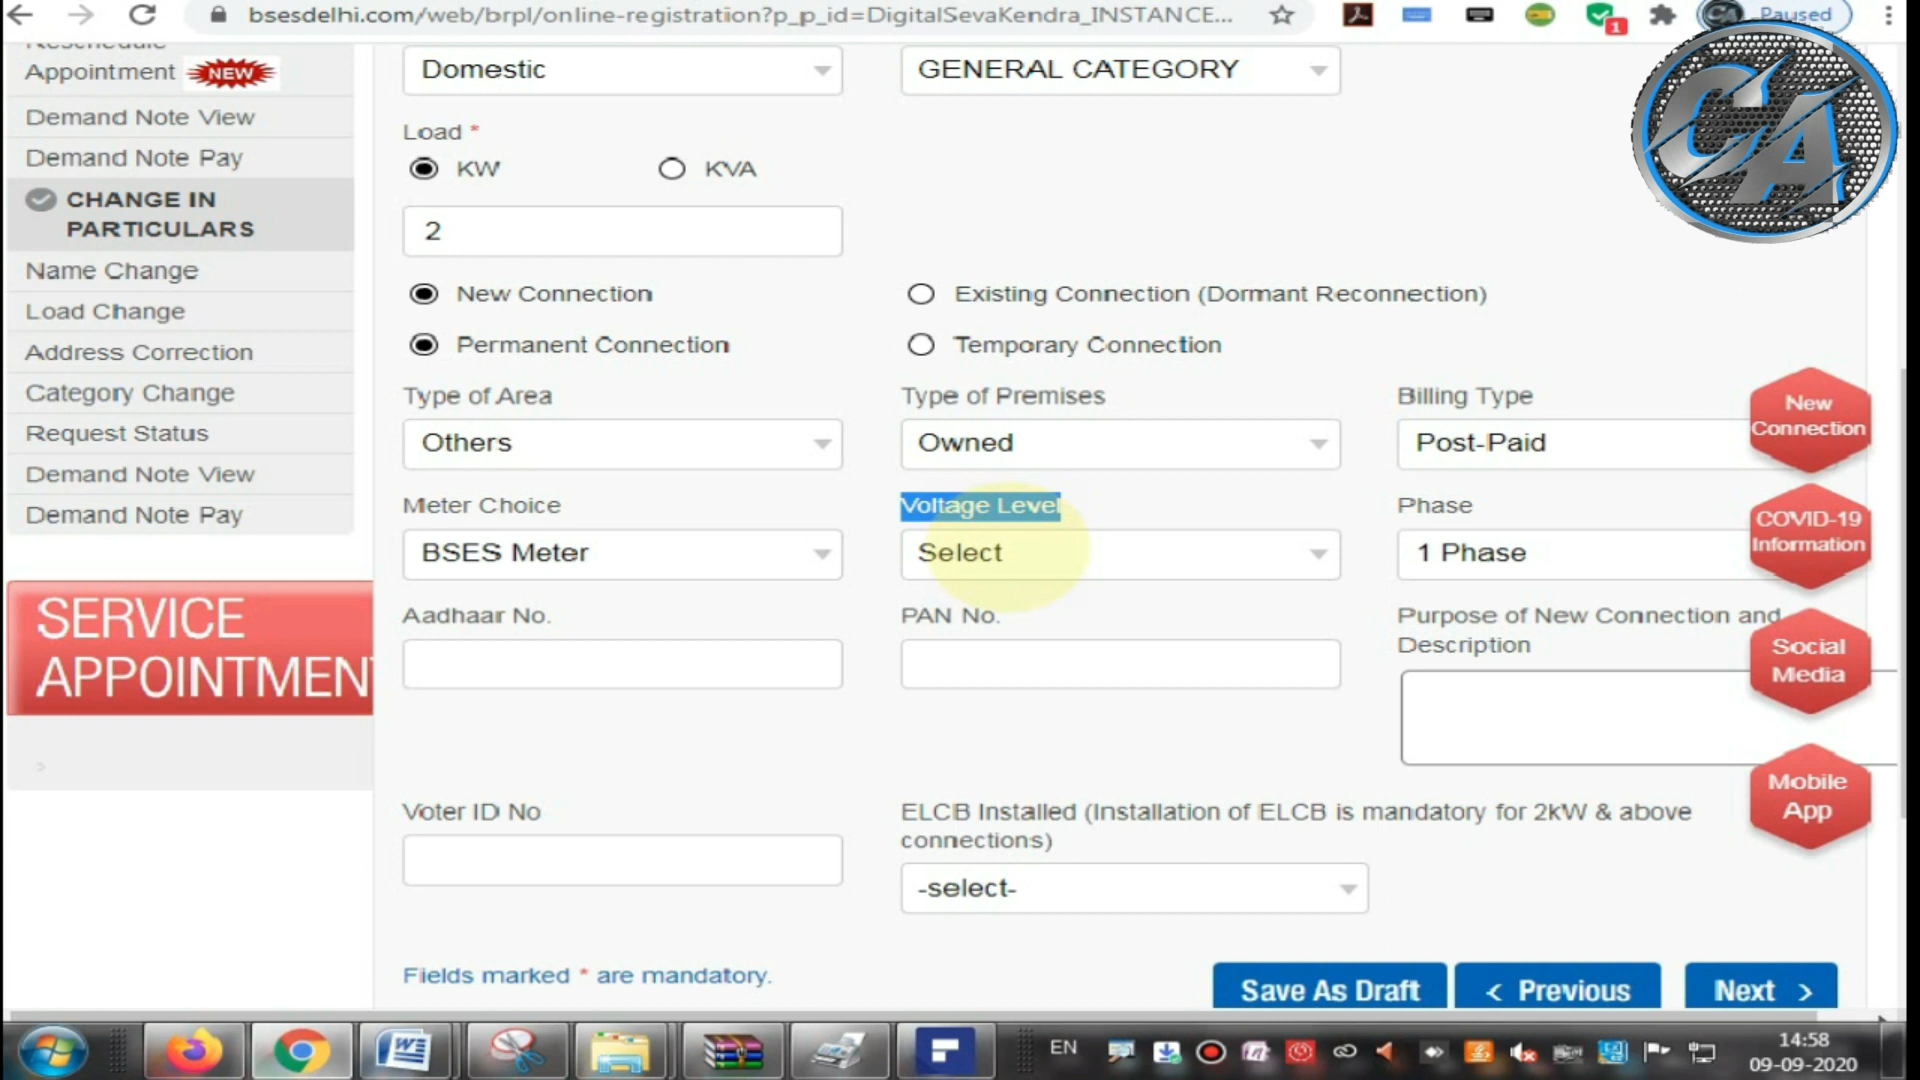 bsesdelhi.com/web/brpl/online-registration?p_p_id=DigitalSevaKendra_INSTANCE...
1
Paused
CA
Reschedule
Appointment NEW
Demand Note View
Demand Note Pay
CHANGE IN
PARTICULARS
Name Change
Load Change
Address Correction
Category Change
Request Status
Demand Note View
Demand Note Pay
SERVICE
APPOINTMENT
Domestic
GENERAL CATEGORY
Load *
KW
KVA
2
New Connection
Existing Connection (Dormant Reconnection)
Permanent Connection
Temporary Connection
Type of Area
Type of Premises
Billing Type
Others
Owned
Post-Paid
Meter Choice
Voltage Level
Phase
BSES Meter
Select
1 Phase
Aadhaar No.
PAN No.
Purpose of New Connection and
Description
Voter ID No
ELCB Installed (Installation of ELCB is mandatory for 2kW & above
connections)
-select-
Fields marked * are mandatory.
Save As Draft
< Previous
Next >
New
Connection
COVID-19
Information
Social
Media
Mobile
App
EN
14:58
09-09-2020